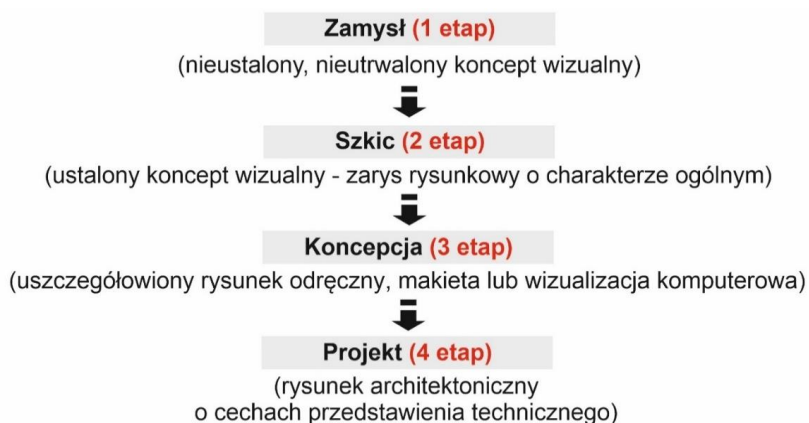 Zamysł (1 etap)
(nieustalony, nieutrwalony koncept wizualny)
Szkic (2 etap)
(ustalony koncept wizualny - zarys rysunkowy o charakterze ogólnym)
Koncepcja (3 etap)
(uszczegółowiony rysunek odręczny, makieta lub wizualizacja komputerowa)
Projekt (4 etap)
(rysunek architektoniczny
o cechach przedstawienia technicznego)